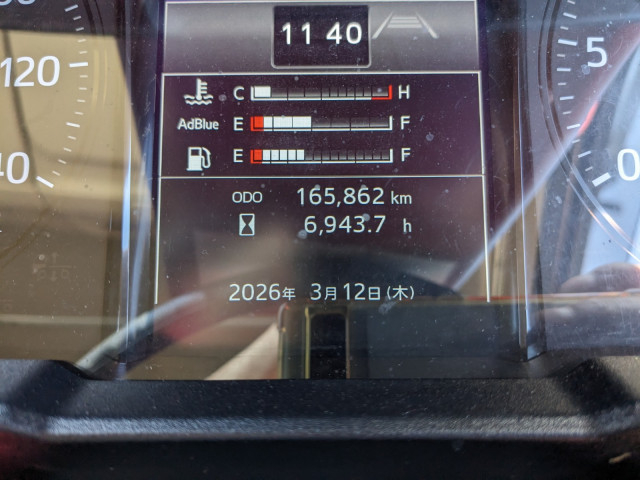 11 40
120
5
C H
AdBlue E F
E F
40
0
ODO 165,862 km
6,943.7 h
2026年 3月12日(木)